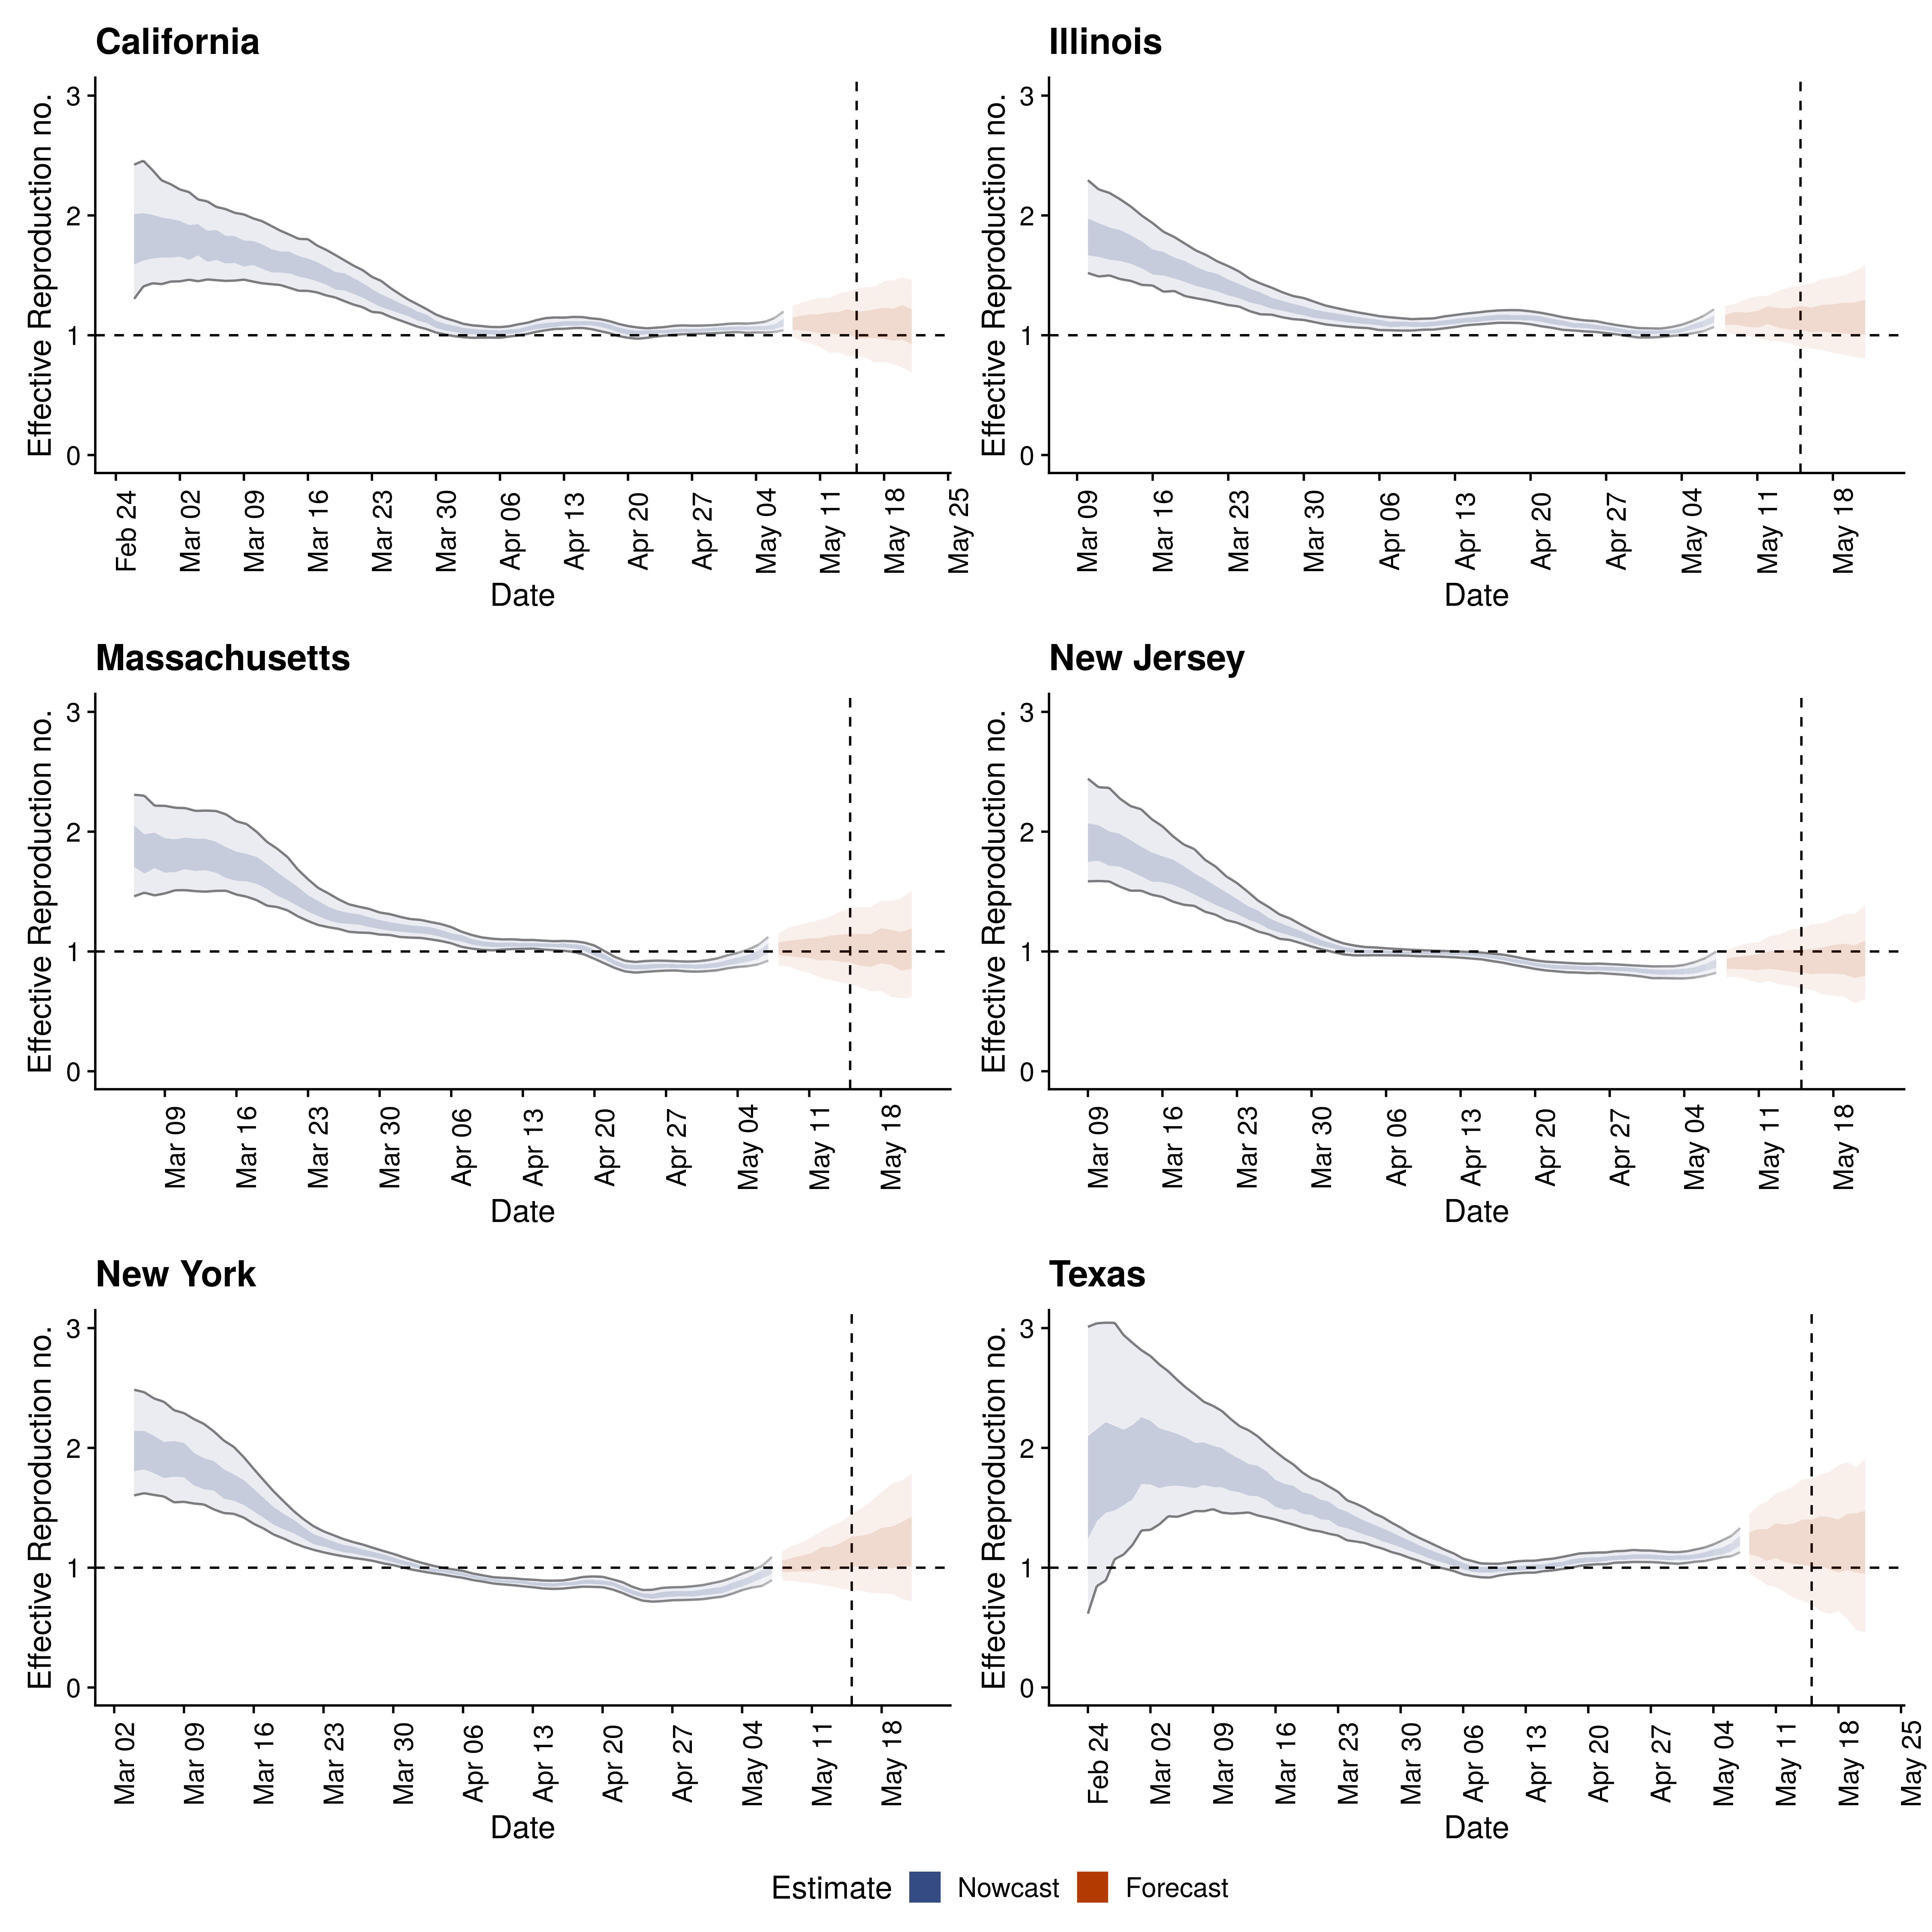 California
Effective Reproduction no.
3
2
1
0
Feb 24
Mar 02
Mar 09
Mar 16
Mar 23
Mar 30
Apr 06
Apr 13
Apr 20
Apr 27
May 04
May 11
May 18
May 25
Date
Illinois
Effective Reproduction no.
3
2
1
0
Mar 09
Mar 16
Mar 23
Mar 30
Apr 06
Apr 13
Apr 20
Apr 27
May 04
May 11
May 18
Date
Massachusetts
Effective Reproduction no.
3
2
1
0
Mar 09
Mar 16
Mar 23
Mar 30
Apr 06
Apr 13
Apr 20
Apr 27
May 04
May 11
May 18
Date
New Jersey
Effective Reproduction no.
3
2
1
0
Mar 09
Mar 16
Mar 23
Mar 30
Apr 06
Apr 13
Apr 20
Apr 27
May 04
May 11
May 18
Date
New York
Effective Reproduction no.
3
2
1
0
Mar 02
Mar 09
Mar 16
Mar 23
Mar 30
Apr 06
Apr 13
Apr 20
Apr 27
May 04
May 11
May 18
Date
Texas
Effective Reproduction no.
3
2
1
0
Feb 24
Mar 02
Mar 09
Mar 16
Mar 23
Mar 30
Apr 06
Apr 13
Apr 20
Apr 27
May 04
May 11
May 18
May 25
Date
Estimate Nowcast Forecast